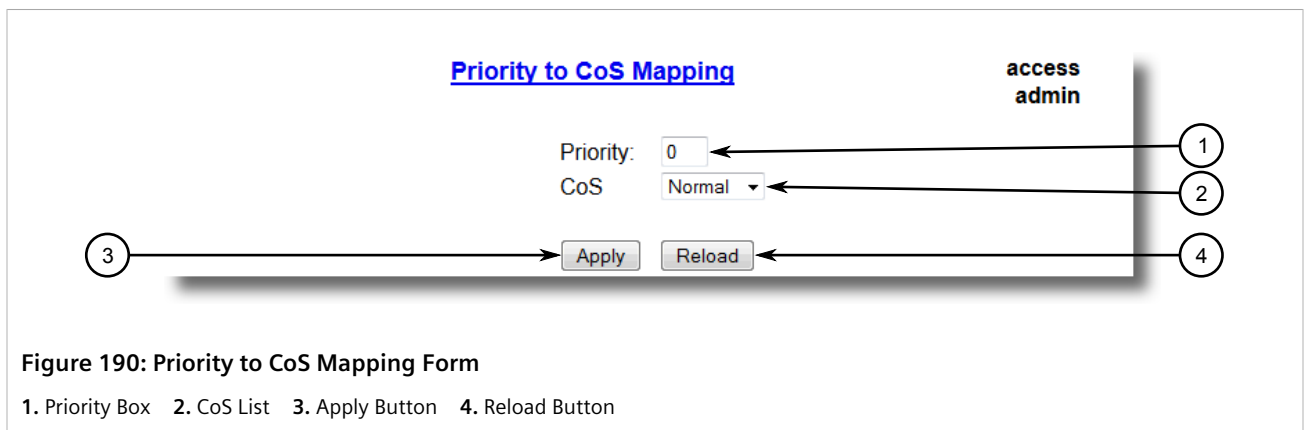 Priority to CoS Mapping
access
admin
Priority: 0
1
CoS Normal
2
3
Apply Reload
4
Figure 190: Priority to CoS Mapping Form
1. Priority Box 2. CoS List 3. Apply Button 4. Reload Button